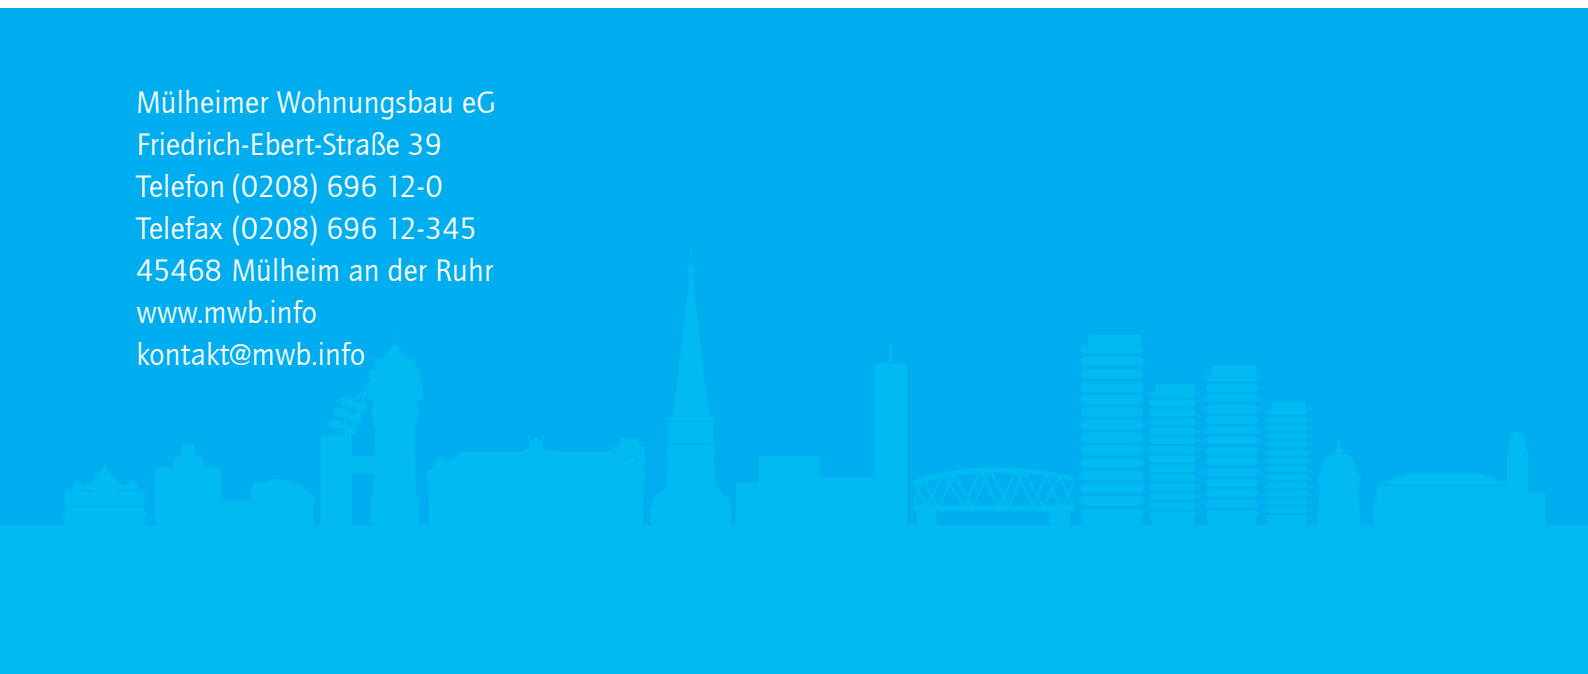 Mülheimer Wohnungsbau eG
Friedrich-Ebert-Straße 39
Telefon (0208) 696 12-0
Telefax (0208) 696 12-345
45468 Mülheim an der Ruhr
www.mwb.info
kontakt@mwb.info